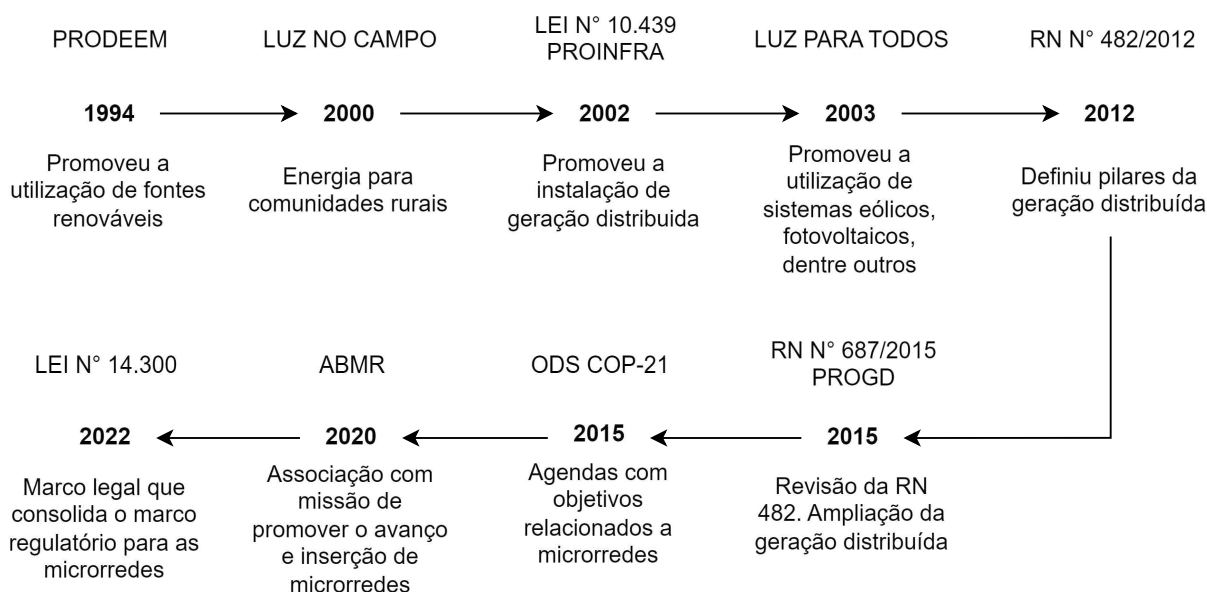 PRODEEM
1994
Promoveu a
utilização de fontes
renováveis
LUZ NO CAMPO
2000
Energia para
comunidades rurais
LEI N° 10.439
PROINFRA
2002
Promoveu a
instalação de
geração distribuida
LUZ PARA TODOS
2003
Promoveu a
utilização de
sistemas eólicos,
fotovoltaicos,
dentre outros
RN N° 482/2012
2012
Definiu pilares da
geração distribuída
RN N° 687/2015
PROGD
2015
Revisão da RN
482. Ampliação da
geração distribuída
ODS COP-21
2015
Agendas com
objetivos
relacionados a
microrredes
ABMR
2020
Associação com
missão de
promover o avanço
e inserção de
microrredes
LEI N° 14.300
2022
Marco legal que
consolida o marco
regulatório para as
microrredes